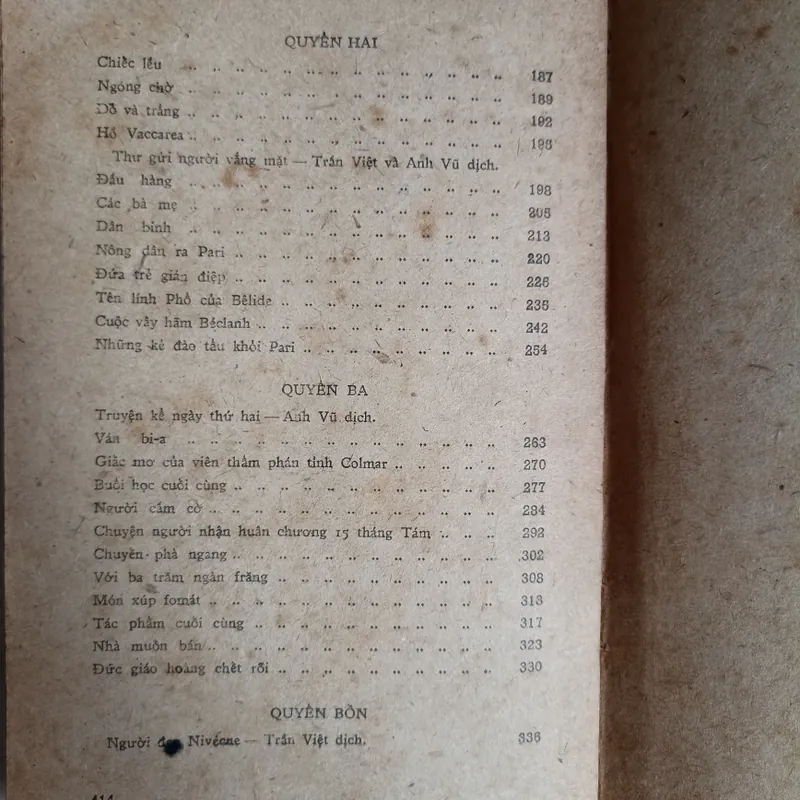 QUYỂN HAI
Chiếc lều .. .. .. .. .. .. .. .. .. .. .. .. .. 187
Ngóng chờ .. .. .. .. .. .. .. .. .. .. .. .. .. 189
Đỏ và trắng .. .. .. .. .. .. .. .. .. .. .. .. .. 192
Hồ Vaccarea .. .. .. .. .. .. .. .. .. .. .. .. .. 195
Thư gửi người vắng mặt — Trần Việt và Anh Vũ dịch.
Đầu hàng .. .. .. .. .. .. .. .. .. .. .. .. .. 198
Các bà mẹ .. .. .. .. .. .. .. .. .. .. .. .. .. 205
Dân binh .. .. .. .. .. .. .. .. .. .. .. .. .. 213
Nông dân ra Pari .. .. .. .. .. .. .. .. .. .. .. 220
Đứa trẻ gián điệp .. .. .. .. .. .. .. .. .. .. .. 226
Tên lính Phổ của Bêlide .. .. .. .. .. .. .. .. .. 235
Cuộc vây hãm Béclanh .. .. .. .. .. .. .. .. .. .. 242
Những kẻ đào tẩu khỏi Pari .. .. .. .. .. .. .. .. 254
QUYỂN BA
Truyện kể ngày thứ hai — Anh Vũ dịch.
Ván bi-a .. .. .. .. .. .. .. .. .. .. .. .. .. 263
Giấc mơ của viên thẩm phán tỉnh Colmar .. .. .. .. .. 270
Buổi học cuối cùng .. .. .. .. .. .. .. .. .. .. .. 277
Người cầm cờ .. .. .. .. .. .. .. .. .. .. .. .. 284
Chuyện người nhận huân chương 15 tháng Tám .. .. .. 292
Chuyến phà ngang .. .. .. .. .. .. .. .. .. .. .. 302
Với ba trăm ngàn frăng .. .. .. .. .. .. .. .. .. 308
Món xúp fomát .. .. .. .. .. .. .. .. .. .. .. .. 313
Tác phẩm cuối cùng .. .. .. .. .. .. .. .. .. .. 317
Nhà muốn bán .. .. .. .. .. .. .. .. .. .. .. .. 323
Đức giáo hoàng chết rồi .. .. .. .. .. .. .. .. .. 330
QUYỂN BỐN
Người Nivécne — Trần Việt dịch. 336
414